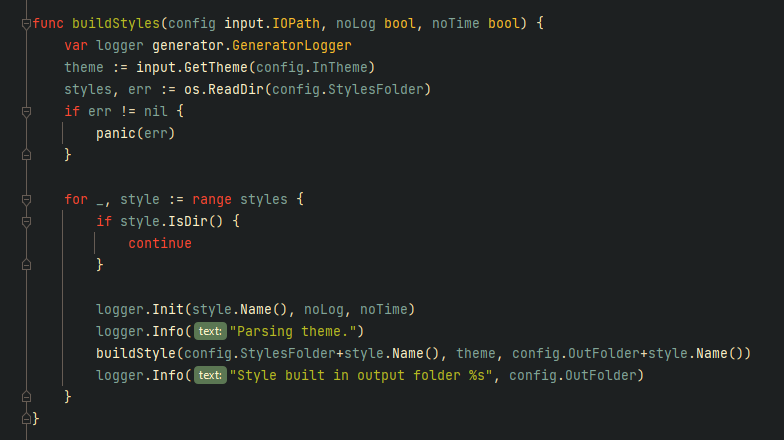 func buildStyles(config input.IOPath, noLog bool, noTime bool) {
    var logger generator.GeneratorLogger
    theme := input.GetTheme(config.InTheme)
    styles, err := os.ReadDir(config.StylesFolder)
    if err != nil {
        panic(err)
    }

    for _, style := range styles {
        if style.IsDir() {
            continue
        }

        logger.Init(style.Name(), noLog, noTime)
        logger.Info(text: "Parsing theme.")
        buildStyle(config.StylesFolder+style.Name(), theme, config.OutFolder+style.Name())
        logger.Info(text: "Style built in output folder %s", config.OutFolder)
    }
}